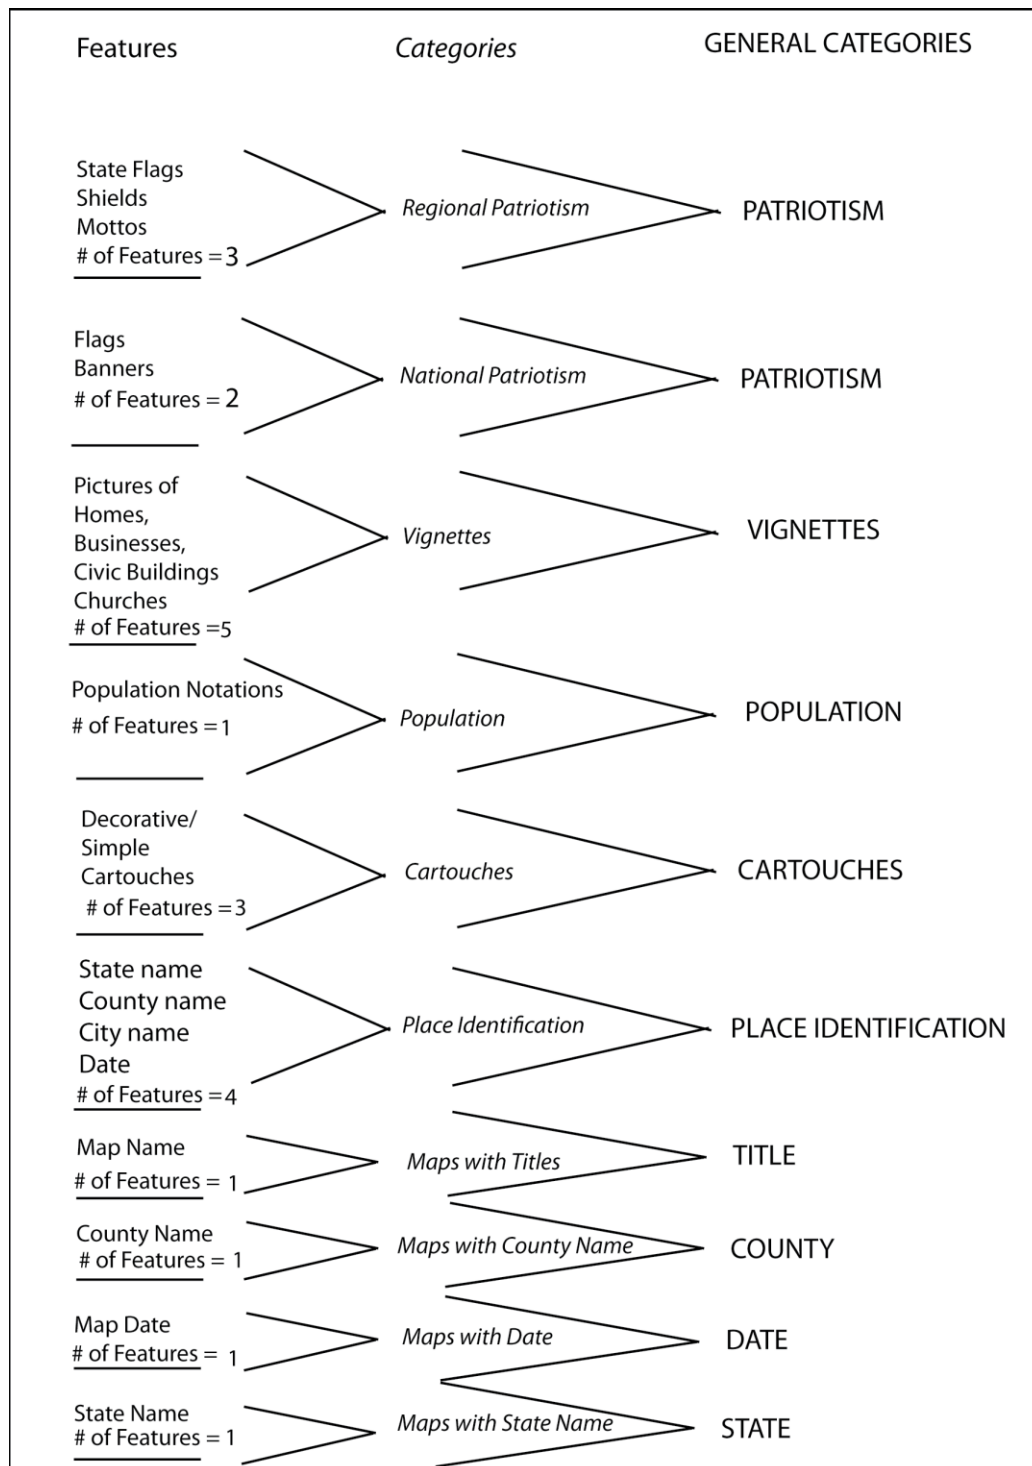 Features Categories GENERAL CATEGORIES
State Flags
Shields
Mottos
# of Features = 3
Regional Patriotism
PATRIOTISM
Flags
Banners
# of Features = 2
National Patriotism
PATRIOTISM
Pictures of
Homes,
Businesses,
Civic Buildings
Churches
# of Features =5
Vignettes
VIGNETTES
Population Notations
# of Features =1
Population
POPULATION
Decorative/
Simple
Cartouches
# of Features =3
Cartouches
CARTOUCHES
State name
County name
City name
Date
# of Features =4
Place Identification
PLACE IDENTIFICATION
Map Name
# of Features = 1
Maps with Titles
TITLE
County Name
# of Features = 1
Maps with County Name
COUNTY
Map Date
# of Features = 1
Maps with Date
DATE
State Name
# of Features = 1
Maps with State Name
STATE